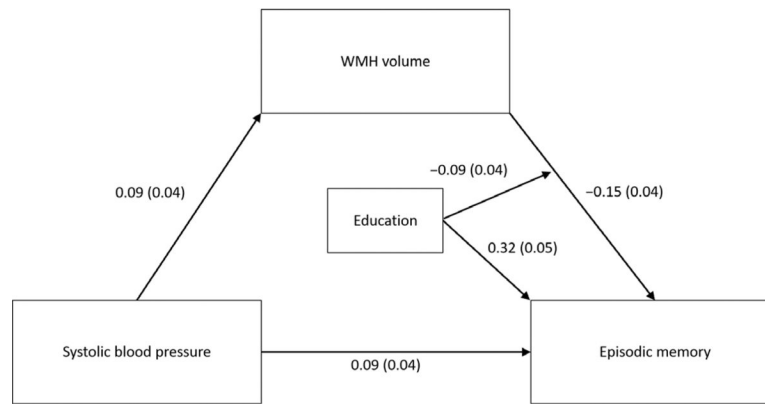 WMH volume
−0.09 (0.04)
0.09 (0.04)
−0.15 (0.04)
Education
0.32 (0.05)
Systolic blood pressure
Episodic memory
0.09 (0.04)